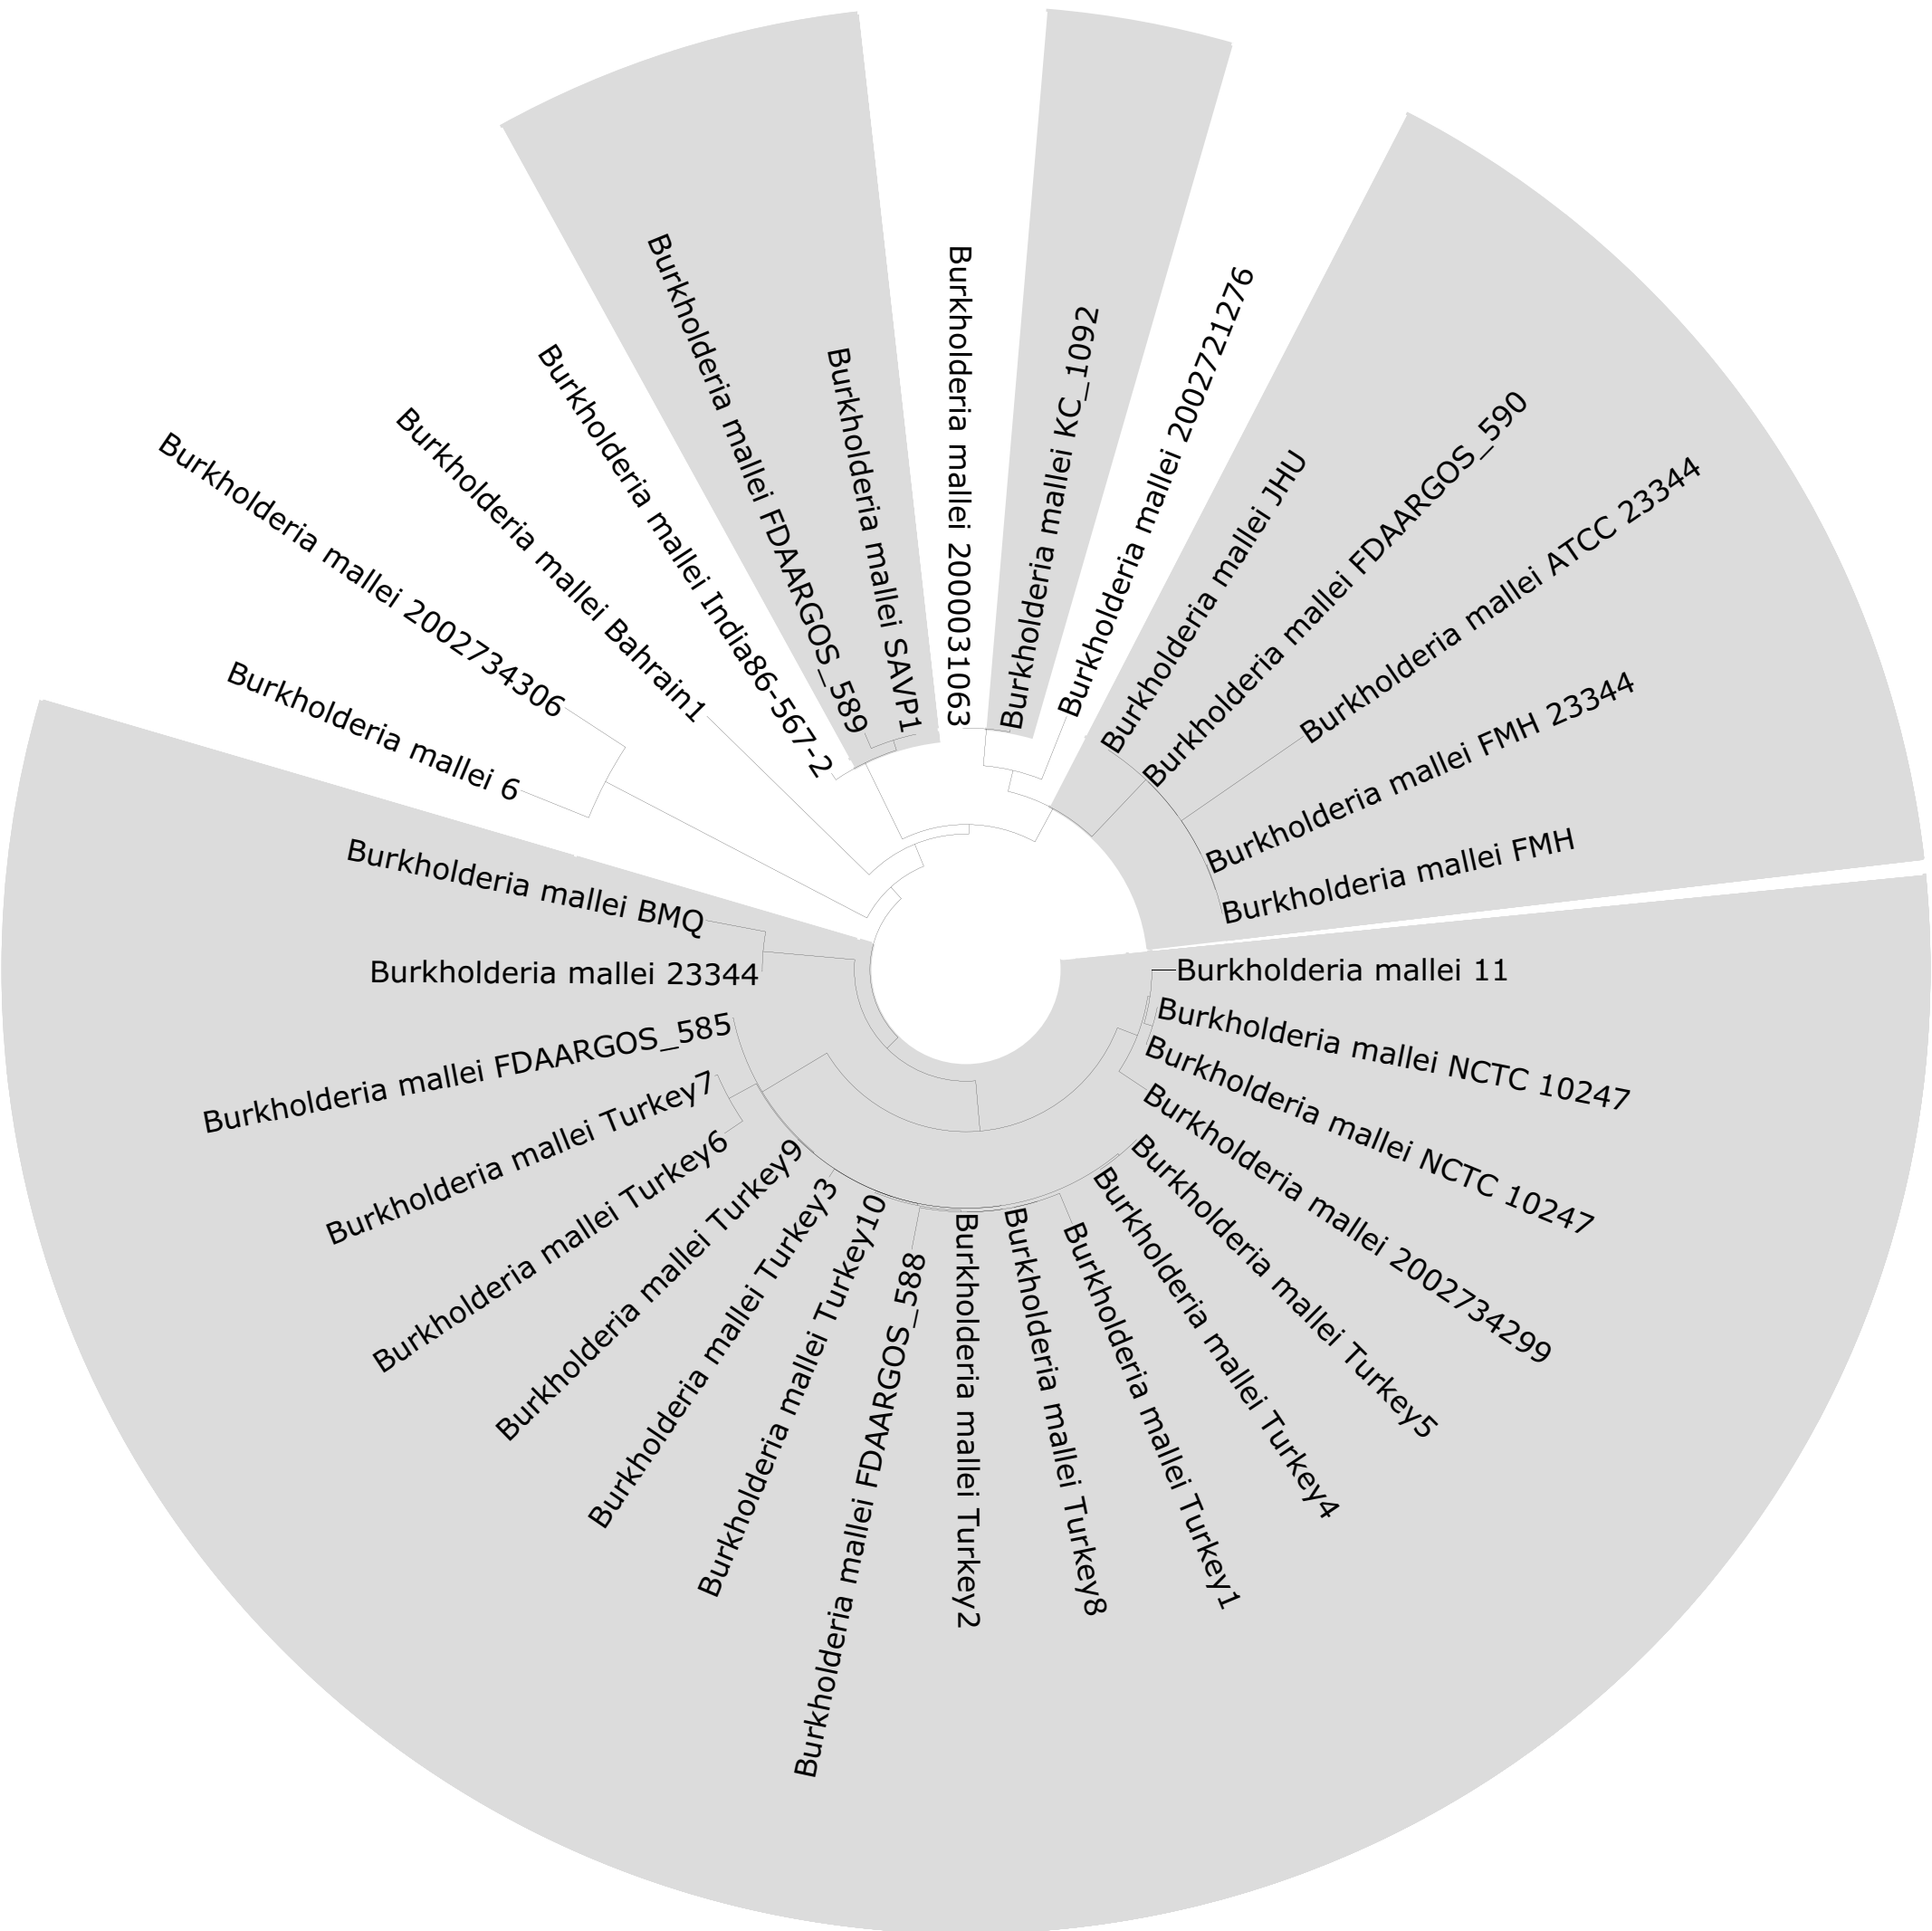 Burkholderia mallei 2000031063
Burkholderia mallei KC_1092
Burkholderia mallei 2002721276
Burkholderia mallei JHU
Burkholderia mallei FDAARGOS_590
Burkholderia mallei ATCC 23344
Burkholderia mallei FMH 23344
Burkholderia mallei FMH
Burkholderia mallei 11
Burkholderia mallei NCTC 10247
Burkholderia mallei NCTC 10247
Burkholderia mallei 2002734299
Burkholderia mallei Turkey5
Burkholderia mallei Turkey4
Burkholderia mallei Turkey1
Burkholderia mallei Turkey8
Burkholderia mallei Turkey2
Burkholderia mallei FDAARGOS_588
Burkholderia mallei Turkey10
Burkholderia mallei Turkey3
Burkholderia mallei Turkey9
Burkholderia mallei Turkey6
Burkholderia mallei Turkey7
Burkholderia mallei FDAARGOS_585
Burkholderia mallei 23344
Burkholderia mallei BMQ
Burkholderia mallei 6
Burkholderia mallei 2002734306
Burkholderia mallei Bahrain1
Burkholderia mallei India86-567-2
Burkholderia mallei FDAARGOS_589
Burkholderia mallei SAVP1